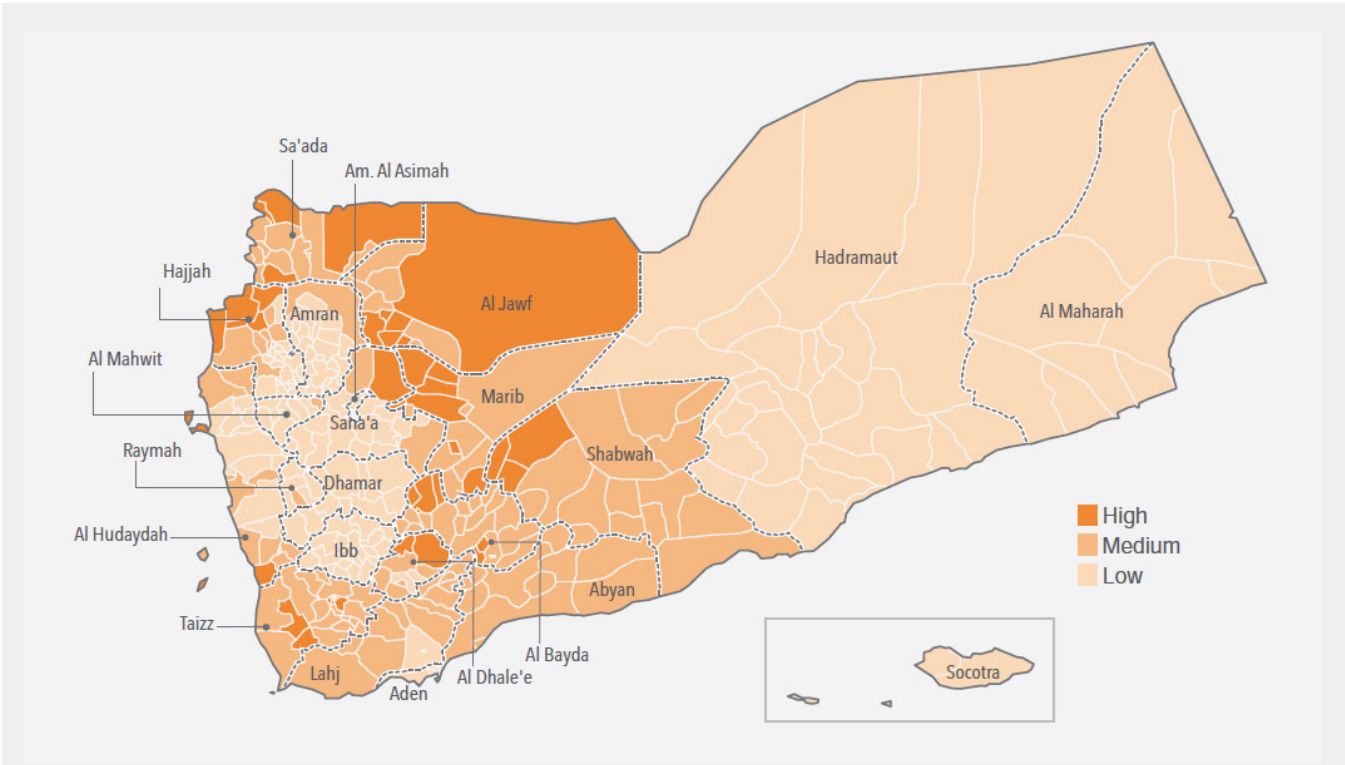 Sa'ada
Am. Al Asimah
Hajjah
Hadramaut
Al Jawf
Amran
Al Maharah
Al Mahwit
Marib
Sana'a
Raymah
Shabwah
Dhamar
Al Hudaydah
Ibb
High
Medium
Low
Abyan
Taizz
Al Bayda
Lahj
Al Dhale'e
Aden
Socotra